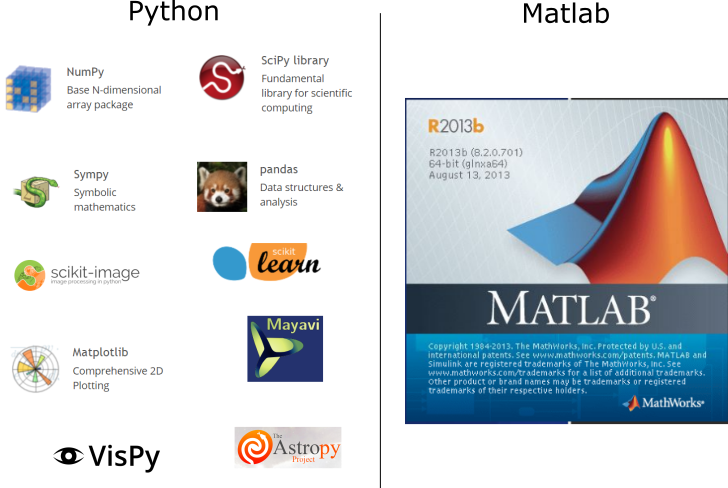 Python
NumPy
Base N-dimensional
array package
SciPy library
Fundamental
library for scientific
computing
Sympy
Symbolic
mathematics
pandas
Data structures &
analysis
scikit-image
image processing in python
scikit
learn
Matplotlib
Comprehensive 2D
Plotting
Mayavi
VisPy
The
Astropy
Project
Matlab
R2013b
R2013b (8.2.0.701)
64-bit (glnxa64)
August 13, 2013
MATLAB®
Copyright 1984-2013. The MathWorks, Inc. Protected by U.S. and
international patents. See www.mathworks.com/patents. MATLAB and
Simulink are registered trademarks of The MathWorks, Inc. See
www.mathworks.com/trademarks for a list of additional trademarks.
Other product or brand names may be trademarks or registered
trademarks of their respective holders.
MathWorks®